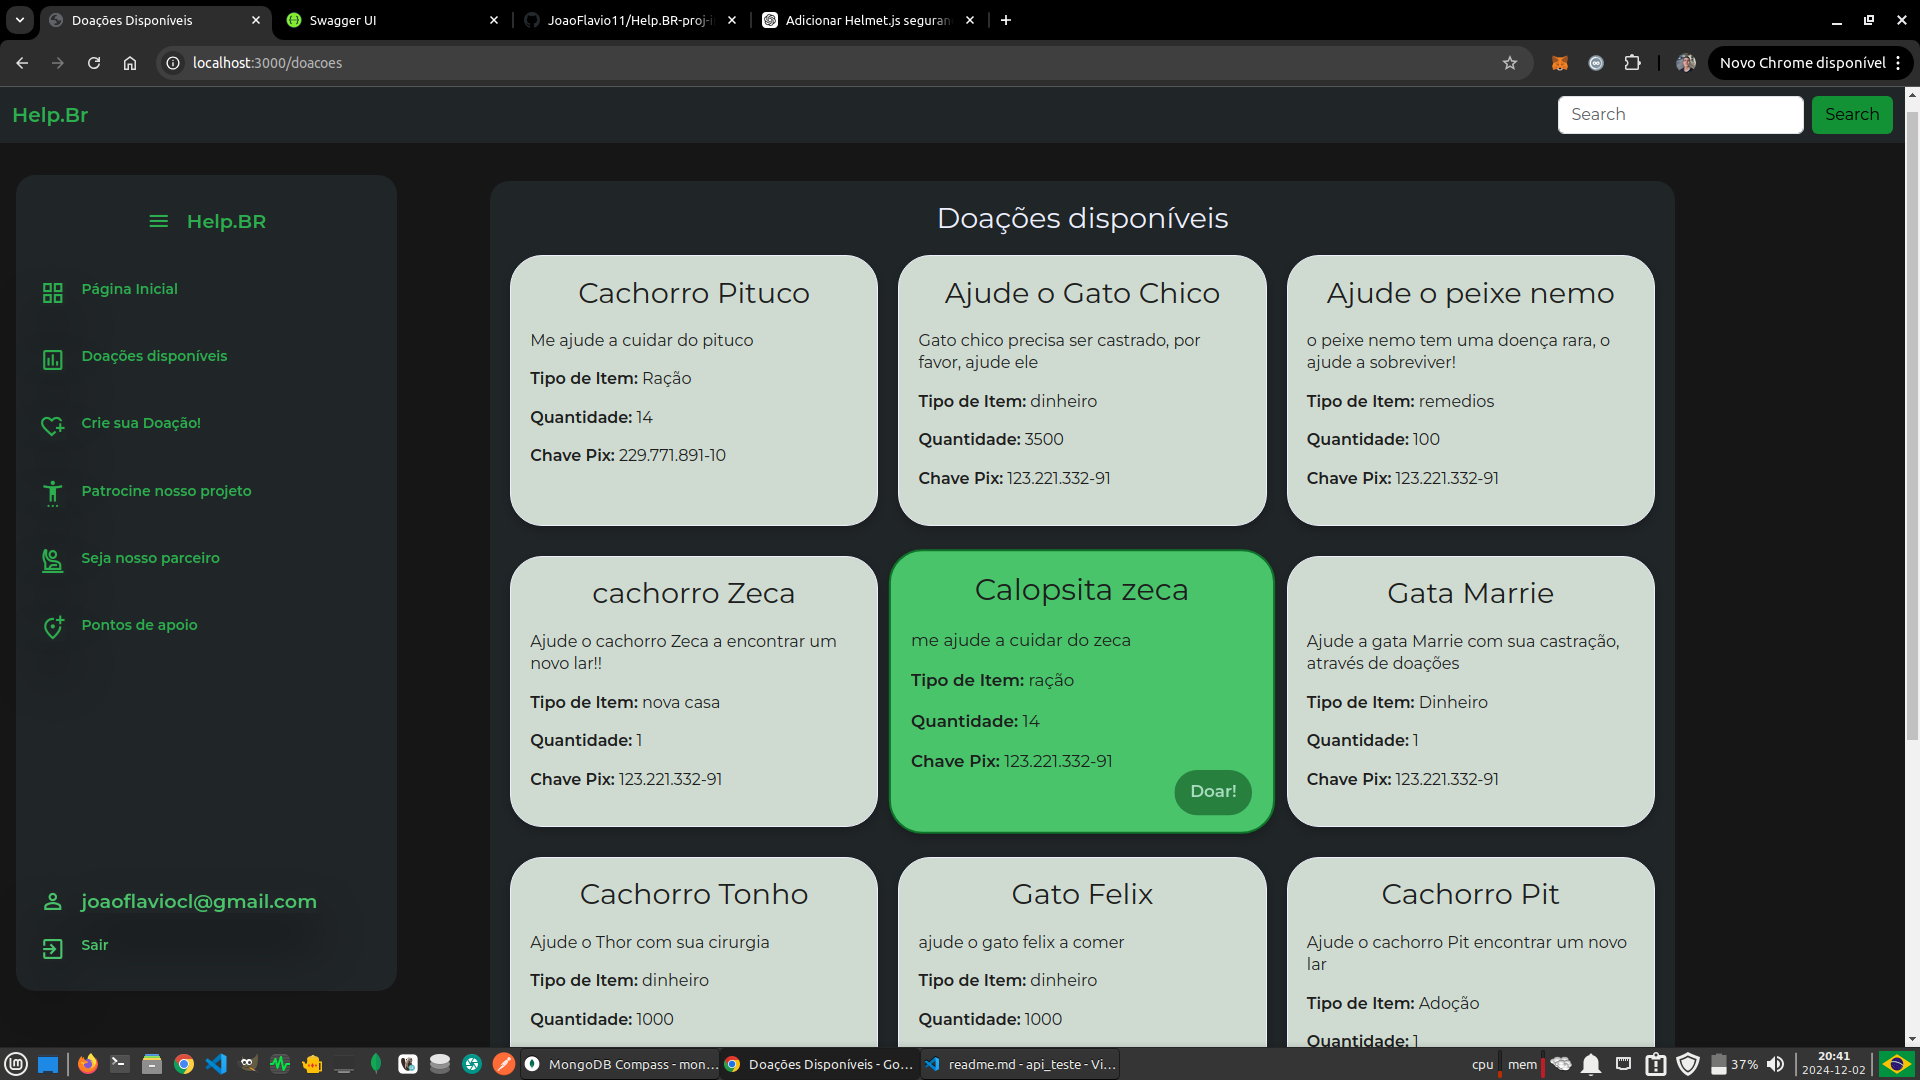 Doações Disponíveis
Swagger UI
JoaoFlavio11/Help.BR-proj-i
Adicionar Helmet.js seguran
localhost:3000/doacoes
Novo Chrome disponível
Help.Br
Search
Search
Help.BR
Página Inicial
Doações disponíveis
Crie sua Doação!
Patrocine nosso projeto
Seja nosso parceiro
Pontos de apoio
joaoflaviocl@gmail.com
Sair
Doações disponíveis
Cachorro Pituco
Me ajude a cuidar do pituco
Tipo de Item: Ração
Quantidade: 14
Chave Pix: 229.771.891-10
Ajude o Gato Chico
Gato chico precisa ser castrado, por
favor, ajude ele
Tipo de Item: dinheiro
Quantidade: 3500
Chave Pix: 123.221.332-91
Ajude o peixe nemo
o peixe nemo tem uma doença rara, o
ajude a sobreviver!
Tipo de Item: remedios
Quantidade: 100
Chave Pix: 123.221.332-91
cachorro Zeca
Ajude o cachorro Zeca a encontrar um
novo lar!!
Tipo de Item: nova casa
Quantidade: 1
Chave Pix: 123.221.332-91
Calopsita zeca
me ajude a cuidar do zeca
Tipo de Item: ração
Quantidade: 14
Chave Pix: 123.221.332-91
Doar!
Gata Marrie
Ajude a gata Marrie com sua castração,
através de doações
Tipo de Item: Dinheiro
Quantidade: 1
Chave Pix: 123.221.332-91
Cachorro Tonho
Ajude o Thor com sua cirurgia
Tipo de Item: dinheiro
Quantidade: 1000
Gato Felix
ajude o gato felix a comer
Tipo de Item: dinheiro
Quantidade: 1000
Cachorro Pit
Ajude o cachorro Pit encontrar um novo
lar
Tipo de Item: Adoção
Quantidade: 1
MongoDB Compass - mon...
Doações Disponíveis - Go...
readme.md - api_teste - Vi...
cpu
mem
37%
20:41
2024-12-02